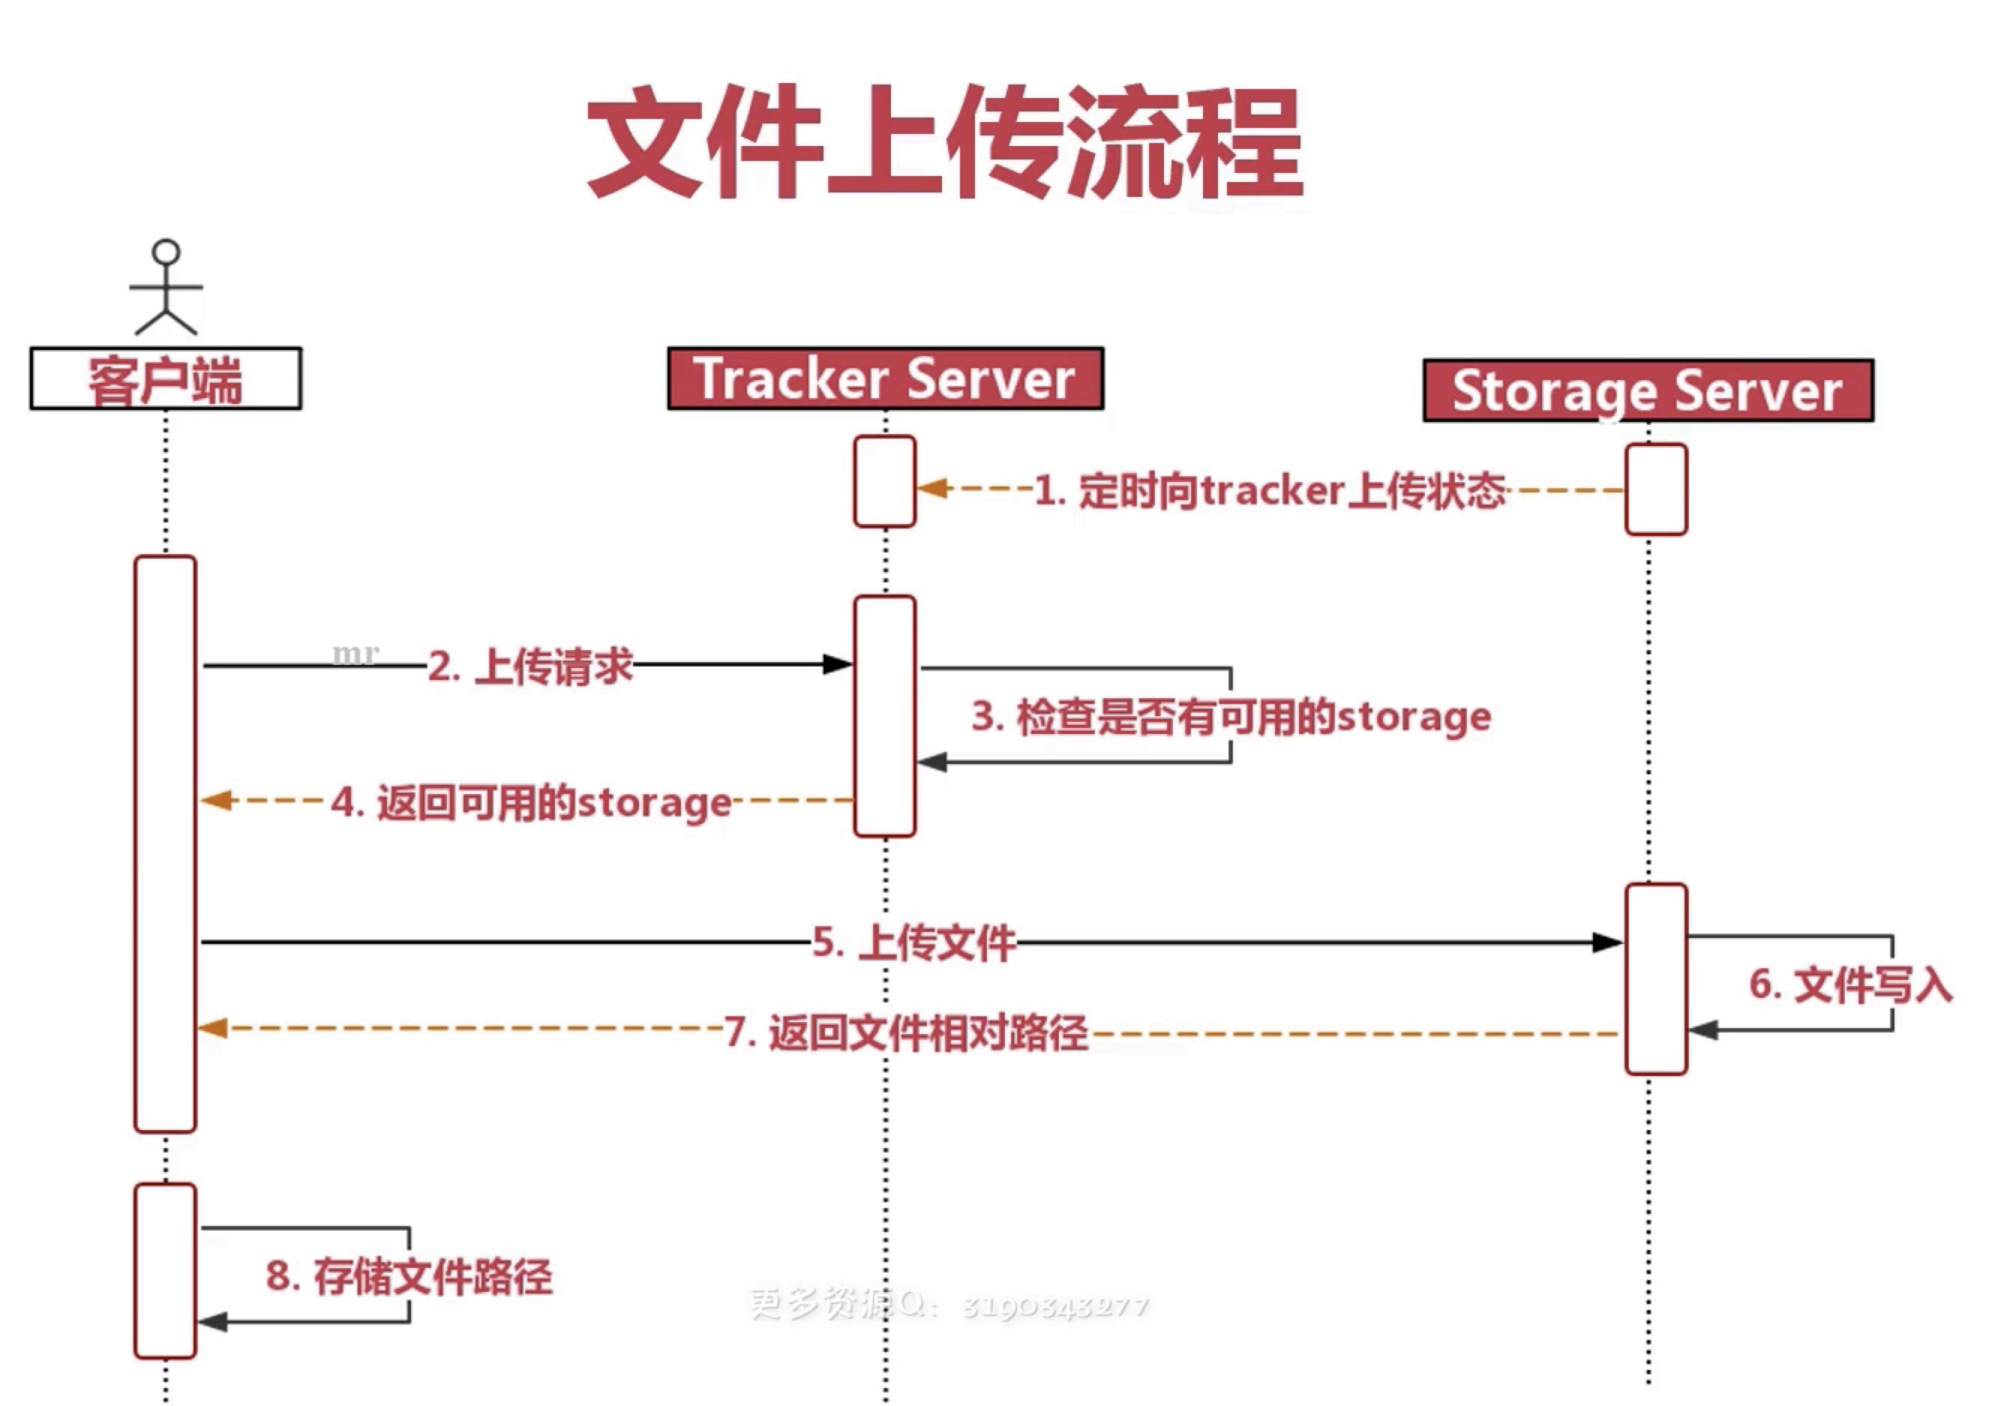 文件上传流程
客户端
Tracker Server
Storage Server
1. 定时向tracker上传状态
mr
2. 上传请求
3. 检查是否有可用的storage
4. 返回可用的storage
5. 上传文件
6. 文件写入
7. 返回文件相对路径
8. 存储文件路径
更多资源Q：3190343277